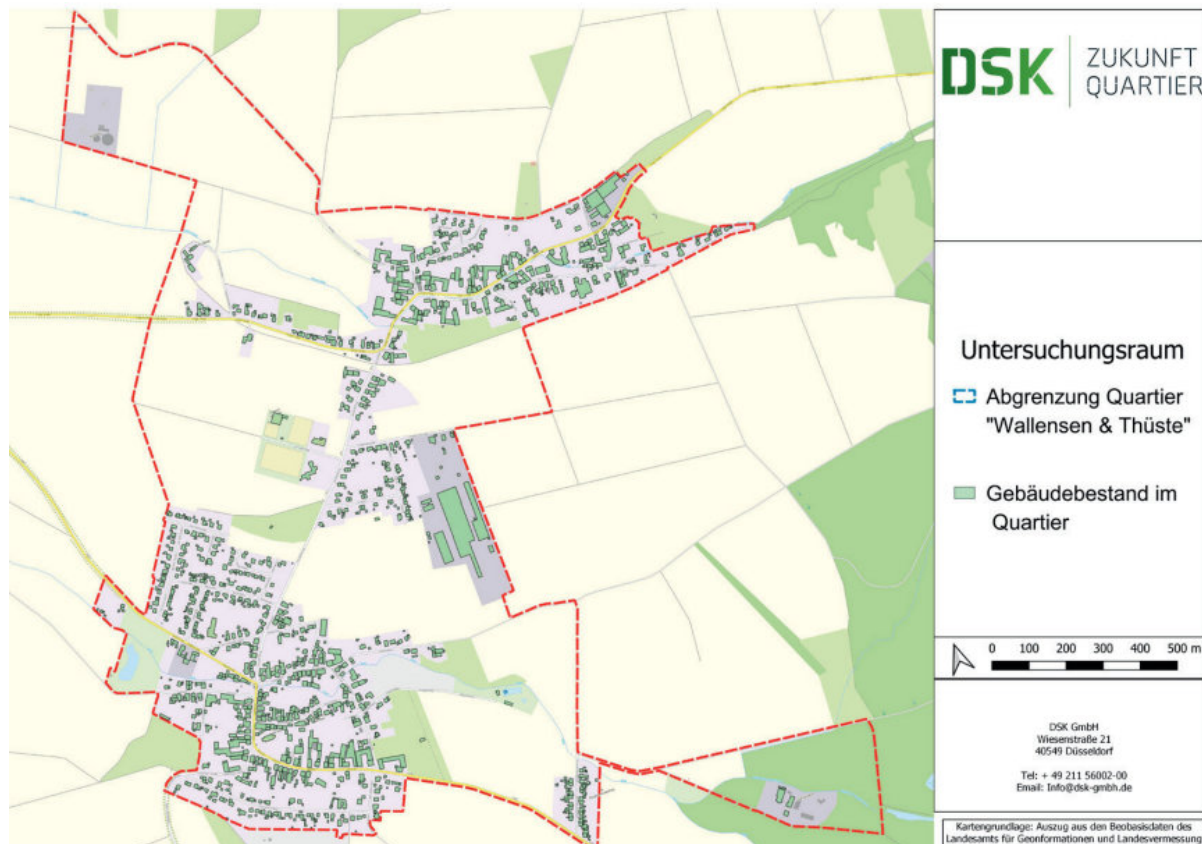 DSK
ZUKUNFT
QUARTIER
Untersuchungsraum
Abgrenzung Quartier
"Wallensen & Thüste"
Gebäudebestand im
Quartier
0 100 200 300 400 500 m
DSK GmbH
Wiesenstraße 21
40549 Düsseldorf
Tel: + 49 211 56002-00
Email: Info@dsk-gmbh.de
Kartengrundlage: Auszug aus den Beobasisdaten des
Landesamts für Geonformationen und Landesvermessung